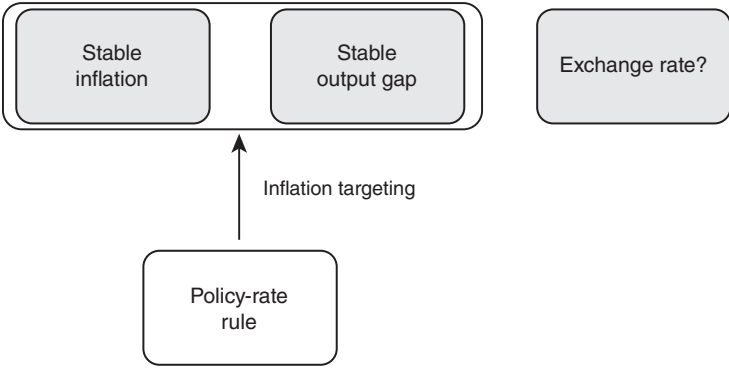 Stable
inflation
Stable
output gap
Exchange rate?
Inflation targeting
Policy-rate
rule